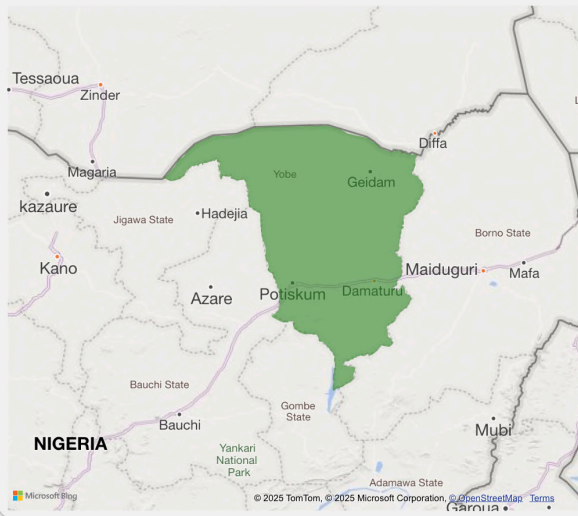 Tessaoua
Zinder
Diffa
Magaria
Yobe
Geidam
kazaure
Jigawa State
Hadejia
Borno State
Kano
Maiduguri
Mafa
Azare
Potiskum
Damaturu
Bauchi State
Gombe
State
Bauchi
Mubi
NIGERIA
Yankari
National
Park
Adamawa State
Microsoft Bing
© 2025 TomTom, © 2025 Microsoft Corporation, © OpenStreetMap Terms
Garoua